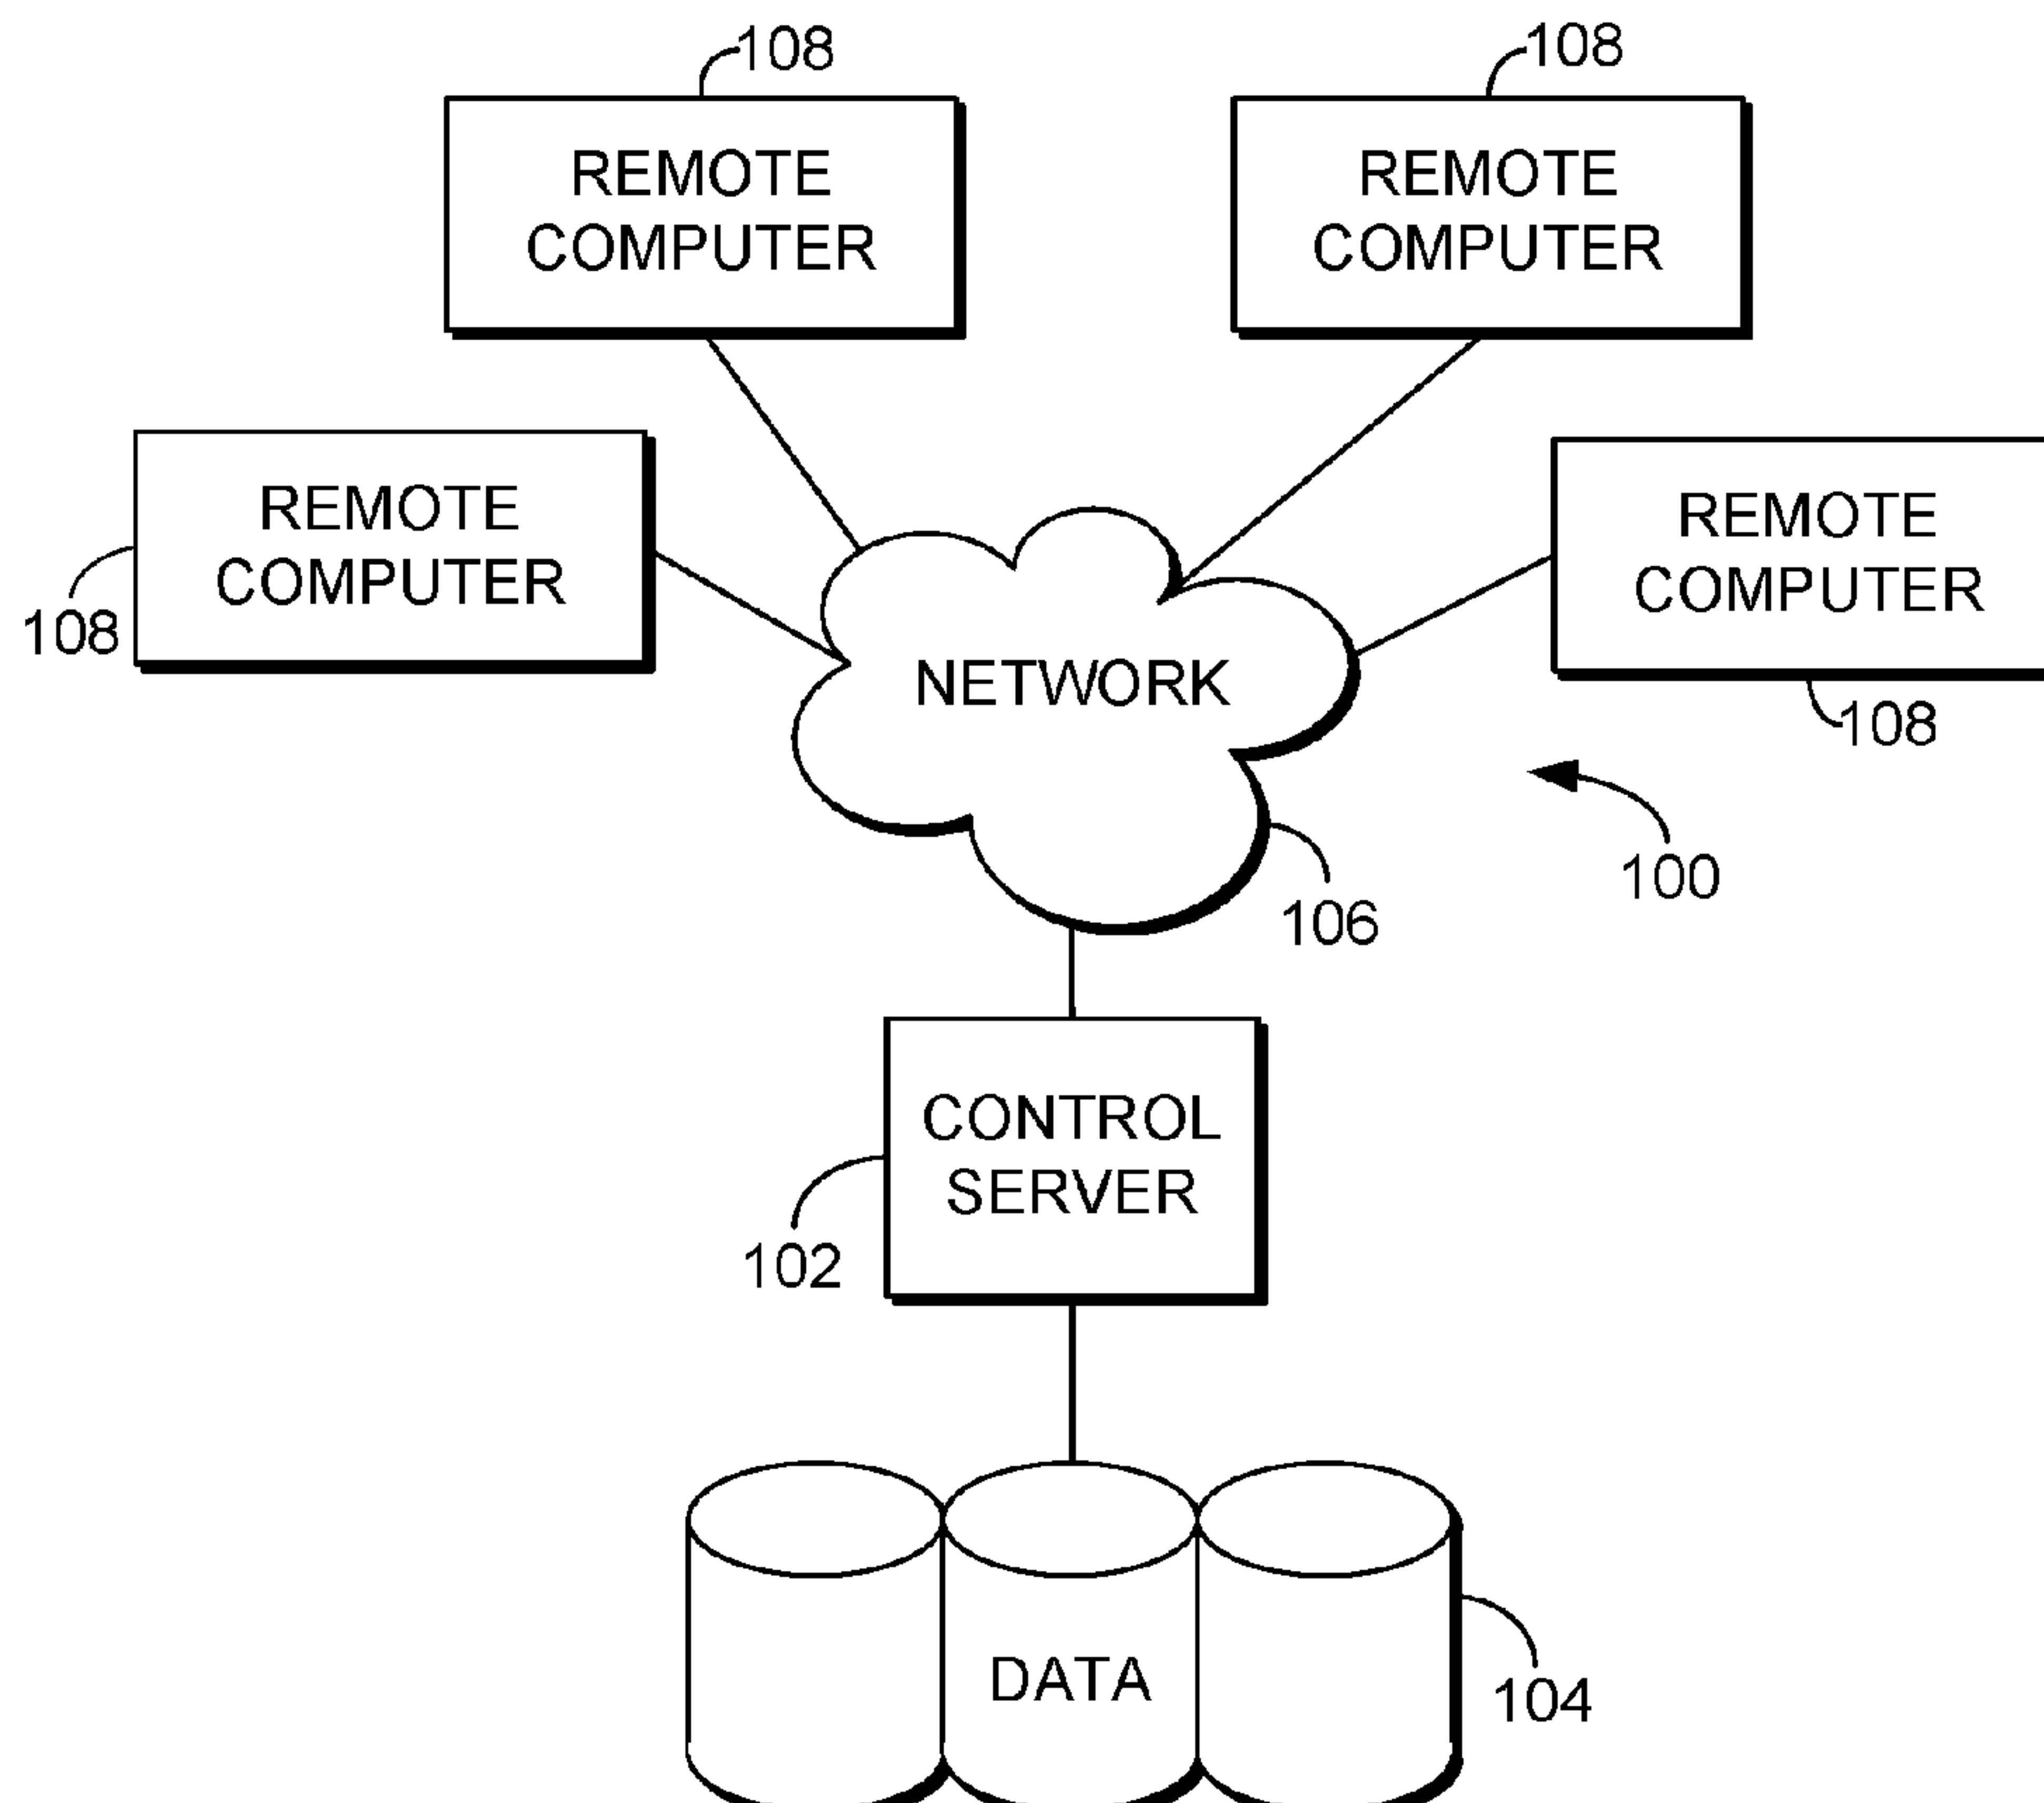 108
108
REMOTE
COMPUTER
REMOTE
COMPUTER
REMOTE
COMPUTER
REMOTE
COMPUTER
108
NETWORK
108
100
106
CONTROL
SERVER
102
DATA
104